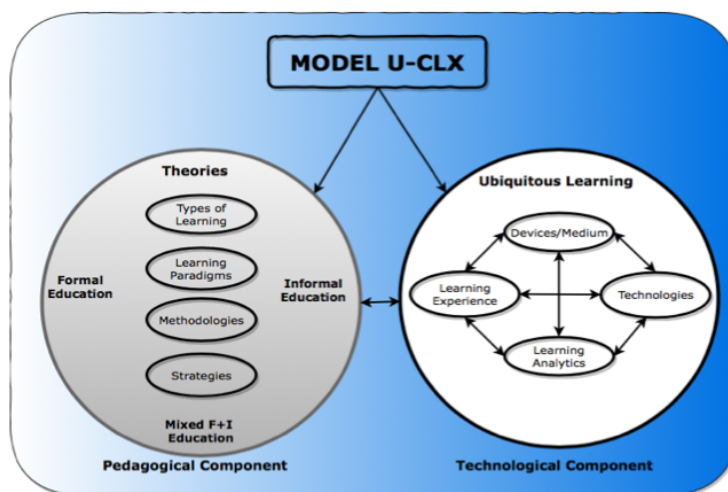 MODEL U-CLX
Theories
Types of
Learning
Learning
Paradigms
Formal
Education
Informal
Education
Methodologies
Strategies
Mixed F+I
Education
Pedagogical Component
Ubiquitous Learning
Devices/Medium
Learning
Experience
Technologies
Learning
Analytics
Technological Component